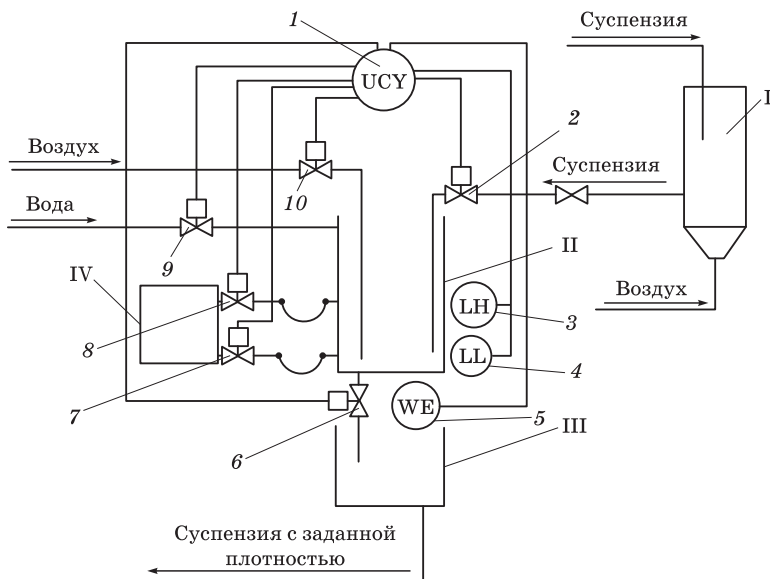 1
Суспензия
UCY
I
2
Воздух
Суспензия
10
Вода
9
II
IV
LH
3
Воздух
8
LL
4
7
WE
5
6
III
Суспензия с заданной
плотностью